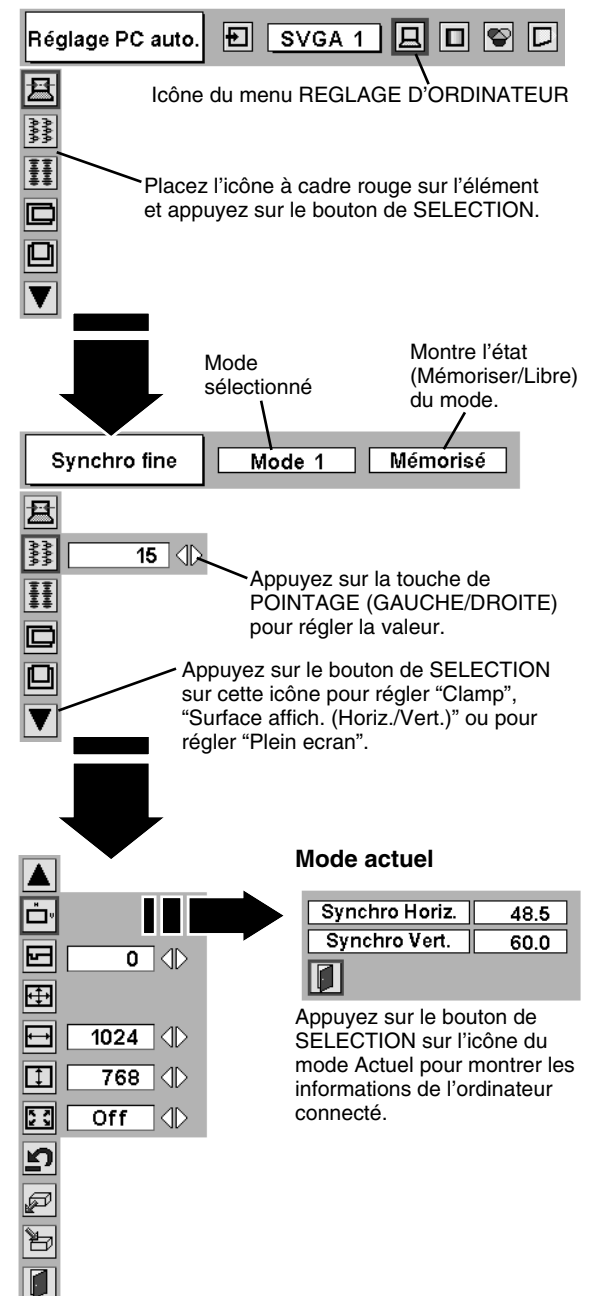 Réglage PC auto. SVGA 1
Icône du menu REGLAGE D'ORDINATEUR
Placez l'icône à cadre rouge sur l'élément
et appuyez sur le bouton de SELECTION.
Mode
sélectionné
Montre l'état
(Mémoriser/Libre)
du mode.
Synchro fine Mode 1 Mémorisé
15
Appuyez sur la touche de
POINTAGE (GAUCHE/DROITE)
pour régler la valeur.
Appuyez sur le bouton de SELECTION
sur cette icône pour régler “Clamp”,
“Surface affich. (Horiz./Vert.)” ou pour
régler “Plein ecran”.
Mode actuel
H
V
Synchro Horiz. 48.5
Synchro Vert. 60.0
0
1024
768
Off
Appuyez sur le bouton de
SELECTION sur l'icône du
mode Actuel pour montrer les
informations de l'ordinateur
connecté.